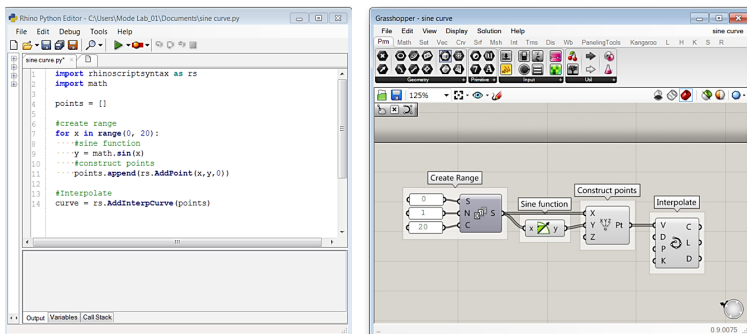 Rhino Python Editor - C:\Users\Mode Lab_01\Documents\sine curve.py
File Edit Debug Tools Help
sine curve.py*
1 import rhinoscriptsyntax as rs
2 import math
3
4 points = []
5
6 #create range
7 for x in range(0, 20):
8 ····#sine function
9 ····y = math.sin(x)
10 ····#construct points
11 ····points.append(rs.AddPoint(x,y,0))
12
13 #Interpolate
14 curve = rs.AddInterpCurve(points)
Output Variables Call Stack
Grasshopper - sine curve
File Edit View Display Solution Help sine curve
Prm Math Set Vec Crv Srf Msh Int Trns Dis Wb PanelingTools Kangaroo L H K S R
Geometry Primitive Input Util
125%
Create Range
0 S
1 N S
20 C
Sine function
x y
Construct points
X
Y XYZ Pt
Z
Interpolate
V C
D
P L
K D
0.9.0075